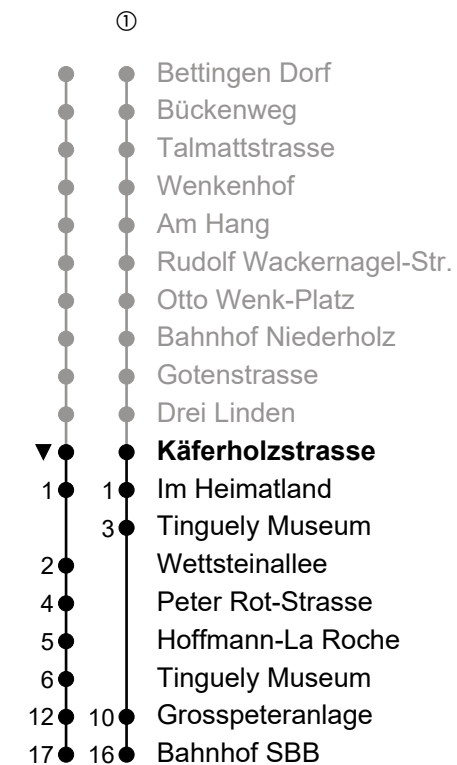 ①
Bettingen Dorf
Bückenweg
Talmattstrasse
Wenkenhof
Am Hang
Rudolf Wackernagel-Str.
Otto Wenk-Platz
Bahnhof Niederholz
Gotenstrasse
Drei Linden
▼ Käferholzstrasse
1 1 Im Heimatland
3 Tinguely Museum
2 Wettsteinallee
4 Peter Rot-Strasse
5 Hoffmann-La Roche
6 Tinguely Museum
12 10 Grosspeteranlage
17 16 Bahnhof SBB